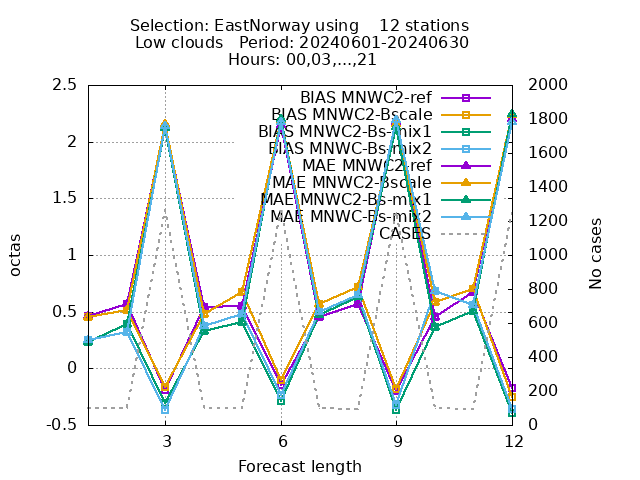 Selection: EastNorway using 12 stations
Low clouds Period: 20240601-20240630
Hours: 00,03,...,21
2.5
2
1.5
1
0.5
0
-0.5
octas
BIAS MNWC2-ref
BIAS MNWC2-Bscale
BIAS MNWC2-Bs-mix1
BIAS MNWC-Bs-mix2
MAE MNWC2-ref
MAE MNWC2-Bscale
MAE MNWC2-Bs-mix1
MAE MNWC-Bs-mix2
CASES
2000
1800
1600
1400
1200
1000
800
600
400
200
0
No cases
3
6
9
12
Forecast length